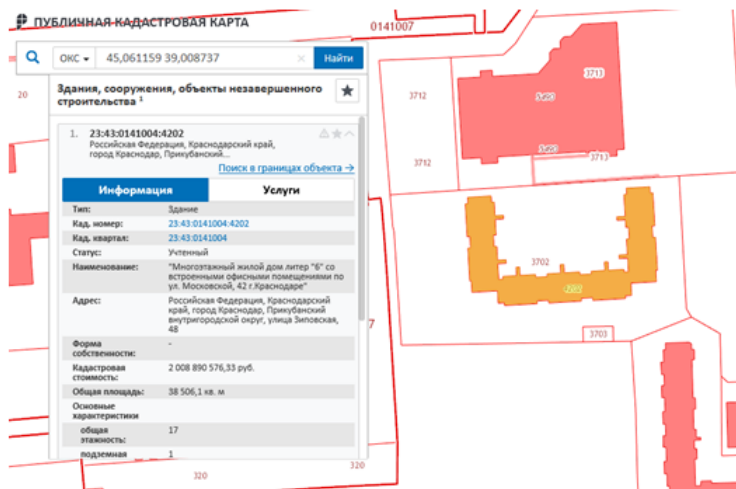 ПУБЛИЧНАЯ КАДАСТРОВАЯ КАРТА
ОКС
45,061159 39,008737
Найти
Здания, сооружения, объекты незавершенного
строительства 1
1. 23:43:0141004:4202
Российская Федерация, Краснодарский край,
город Краснодар, Прикубанский...
Поиск в границах объекта →
Информация
Услуги
Тип: Здание
Кад. номер: 23:43:0141004:4202
Кад. квартал: 23:43:0141004
Статус: Учтенный
Наименование: "Многоэтажный жилой дом литер "6" со
встроенными офисными помещениями по
ул. Московской, 42 г.Краснодаре"
Адрес: Российская Федерация, Краснодарский
край, город Краснодар, Прикубанский
внутригородской округ, улица Зиповская,
48
Форма
собственности: -
Кадастровая
стоимость: 2 008 890 576,33 руб.
Общая площадь: 38 506,1 кв. м
Основные
характеристики
общая
этажность: 17
подземная 1
0141007
20
3712
3713
3712
3713
3702
3703
7
320
320